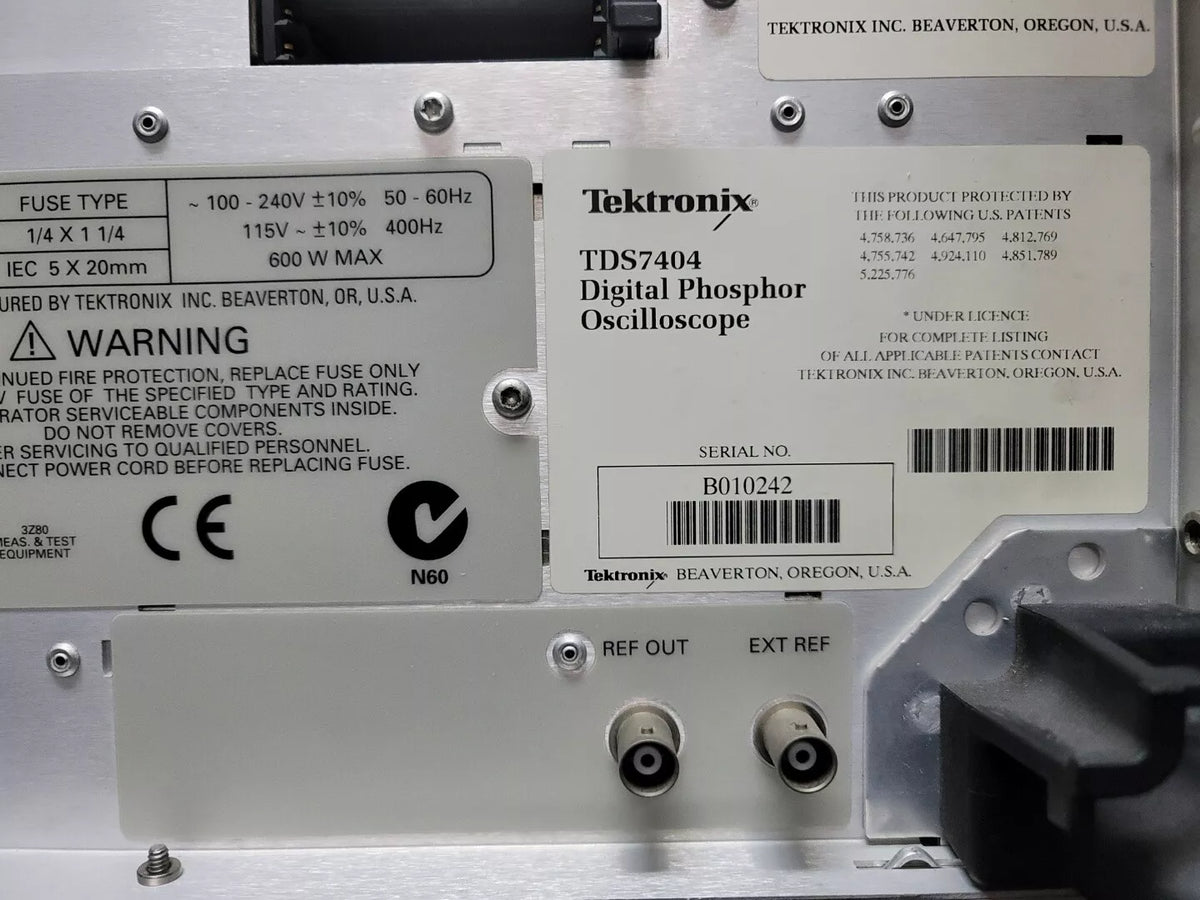 TEKTRONIX INC. BEAVERTON, OREGON, U.S.A.
FUSE TYPE
1/4 X 1 1/4
IEC 5 X 20mm
~ 100 - 240V ±10% 50 - 60Hz
115V ~ ±10% 400Hz
600 W MAX
URED BY TEKTRONIX INC. BEAVERTON, OR, U.S.A.
WARNING
NUED FIRE PROTECTION, REPLACE FUSE ONLY
V FUSE OF THE SPECIFIED TYPE AND RATING.
RATOR SERVICEABLE COMPONENTS INSIDE.
DO NOT REMOVE COVERS.
ER SERVICING TO QUALIFIED PERSONNEL.
NECT POWER CORD BEFORE REPLACING FUSE.
3Z80
MEAS. & TEST
EQUIPMENT
CE
N60
Tektronix®
TDS7404
Digital Phosphor
Oscilloscope
THIS PRODUCT PROTECTED BY
THE FOLLOWING U.S. PATENTS
4,758,736 4,647,795 4,812,769
4,755,742 4,924,110 4,851,789
5,225,776
* UNDER LICENCE
FOR COMPLETE LISTING
OF ALL APPLICABLE PATENTS CONTACT
TEKTRONIX INC. BEAVERTON, OREGON, U.S.A.
SERIAL NO.
B010242
Tektronix BEAVERTON, OREGON, U.S.A.
REF OUT EXT REF